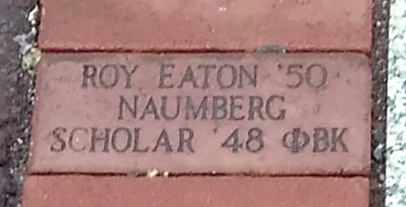 ROY EATON '50
NAUMBERG
SCHOLAR '48 ΦBK